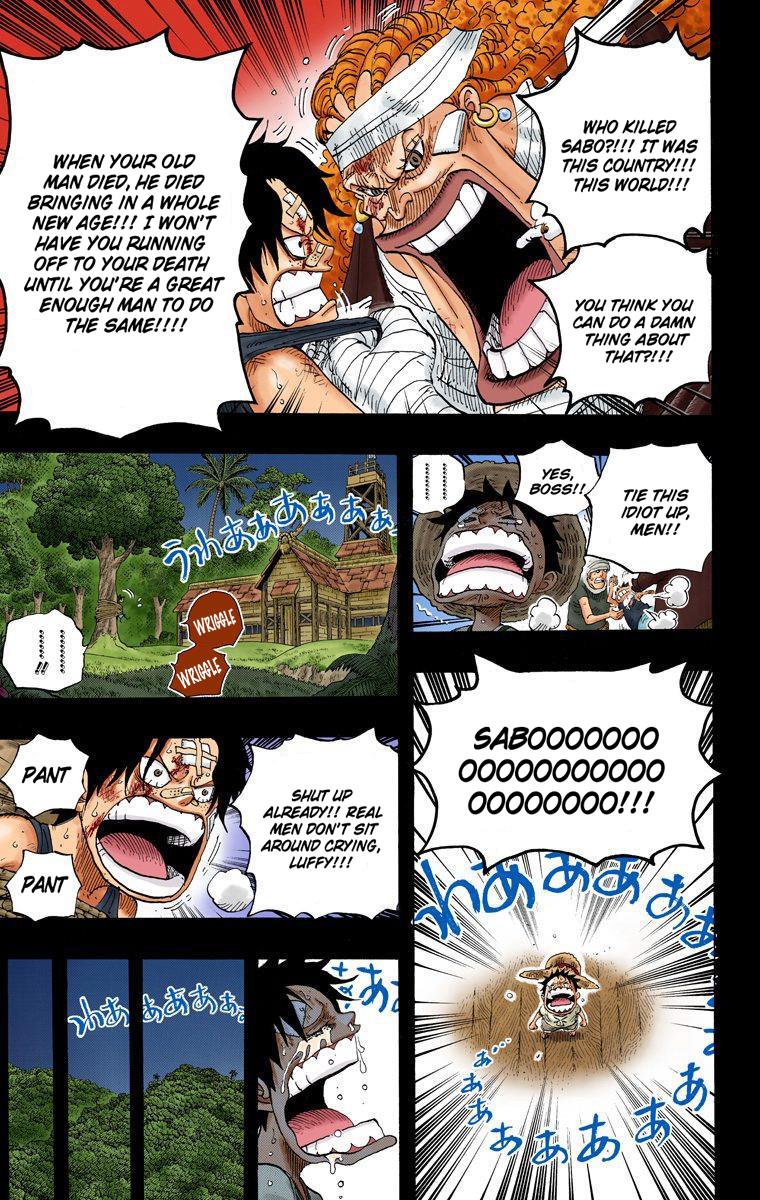 WHO KILLED
SABO?!!! IT WAS
THIS COUNTRY!!!
THIS WORLD!!!
YOU THINK YOU
CAN DO A DAMN
THING ABOUT
THAT?!!!
WHEN YOUR OLD
MAN DIED, HE DIED
BRINGING IN A WHOLE
NEW AGE!!! I WON'T
HAVE YOU RUNNING
OFF TO YOUR DEATH
UNTIL YOU'RE A GREAT
ENOUGH MAN TO DO
THE SAME!!!!
TIE THIS
IDIOT UP,
MEN!!
YES,
BOSS!!
うわああああああ
WRIGGLE
WRIGGLE
!!
SABOOOOOOO
OOOOOOOOOOO
OOOOOOOO!!!
わああああああ
SHUT UP
ALREADY!! REAL
MEN DON'T SIT
AROUND CRYING,
LUFFY!!!
PANT
PANT
わああああああ